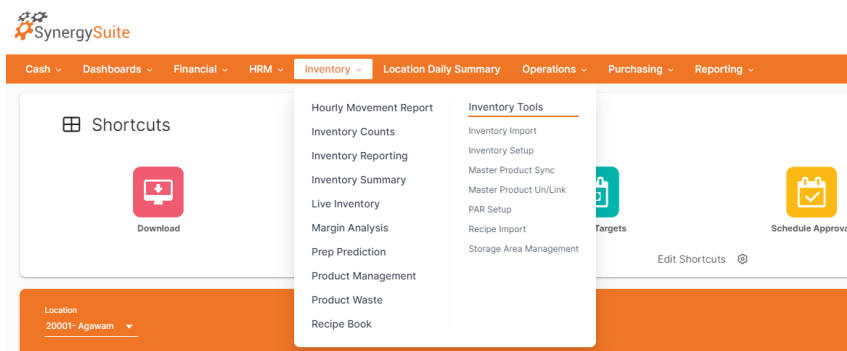 SynergySuite
Cash Dashboards Financial HRM Inventory Location Daily Summary Operations Purchasing Reporting
Shortcuts
Hourly Movement Report
Inventory Counts
Inventory Reporting
Inventory Summary
Live Inventory
Margin Analysis
Prep Prediction
Product Management
Product Waste
Recipe Book
Inventory Tools
Inventory Import
Inventory Setup
Master Product Sync
Master Product Un/Link
PAR Setup
Recipe Import
Storage Area Management
Download
Targets
Schedule Approva
Edit Shortcuts
Location
20001- Agawam